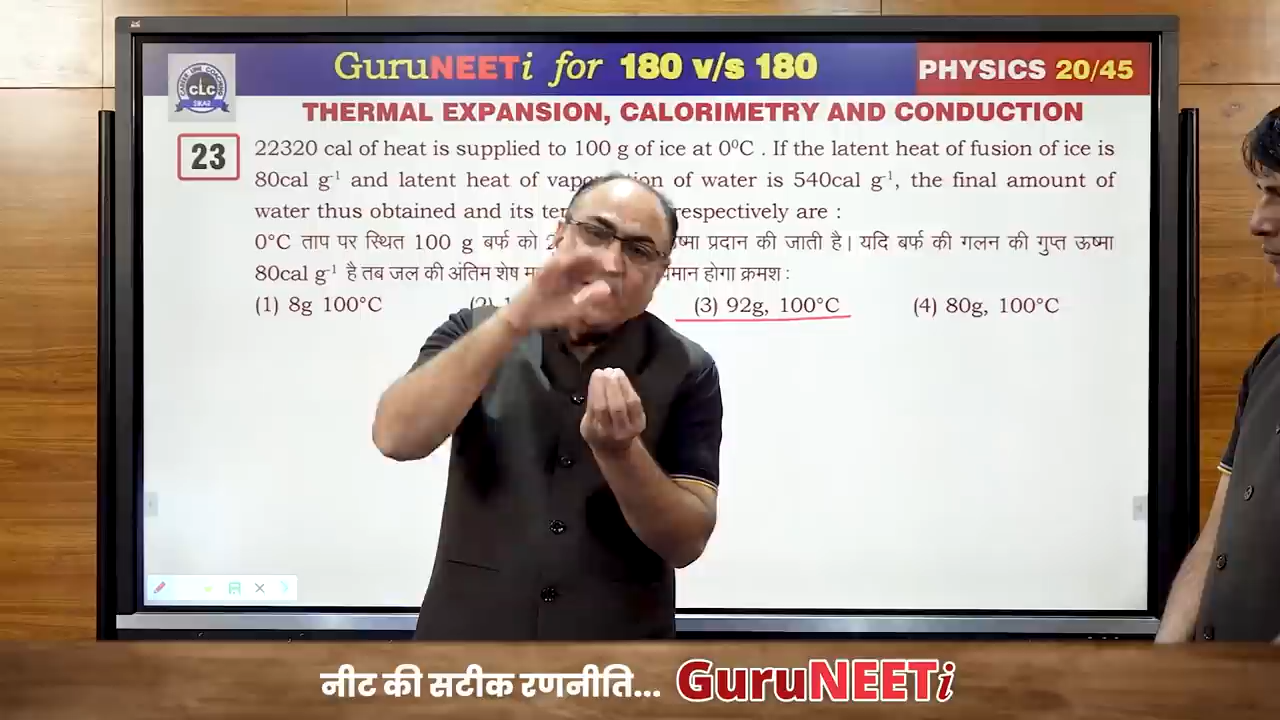 GuruNEETi for 180 v/s 180
PHYSICS 20/45
CLC
SIKAR
THERMAL EXPANSION, CALORIMETRY AND CONDUCTION
23
22320 cal of heat is supplied to 100 g of ice at 0⁰C . If the latent heat of fusion of ice is
80cal g⁻¹ and latent heat of of water is 540cal g⁻¹, the final amount of
water thus obtained and its respectively are :
0°C ताप पर स्थित 100 g बर्फ को प्रदान की जाती है। यदि बर्फ की गलन की गुप्त ऊष्मा
80cal g⁻¹ है तब जल की अंतिम शेष होगा क्रमश:
(1) 8g 100°C (3) 92g, 100°C (4) 80g, 100°C
नीट की सटीक रणनीति... GuruNEETi